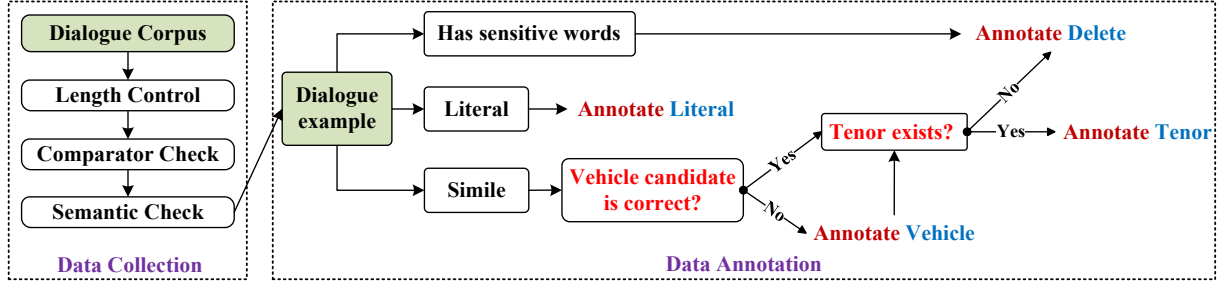 Dialogue Corpus
Length Control
Comparator Check
Semantic Check
Data Collection
Dialogue
example
Has sensitive words
Annotate Delete
Literal
Annotate Literal
Simile
Vehicle candidate
is correct?
Yes
No
Annotate Vehicle
Tenor exists?
No
Yes
Annotate Tenor
Data Annotation